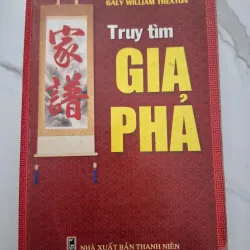 GALY WILLIAM THEXTON
Truy tìm
GIA
PHẢ
家
譜
NHÀ XUẤT BẢN THANH NIÊN